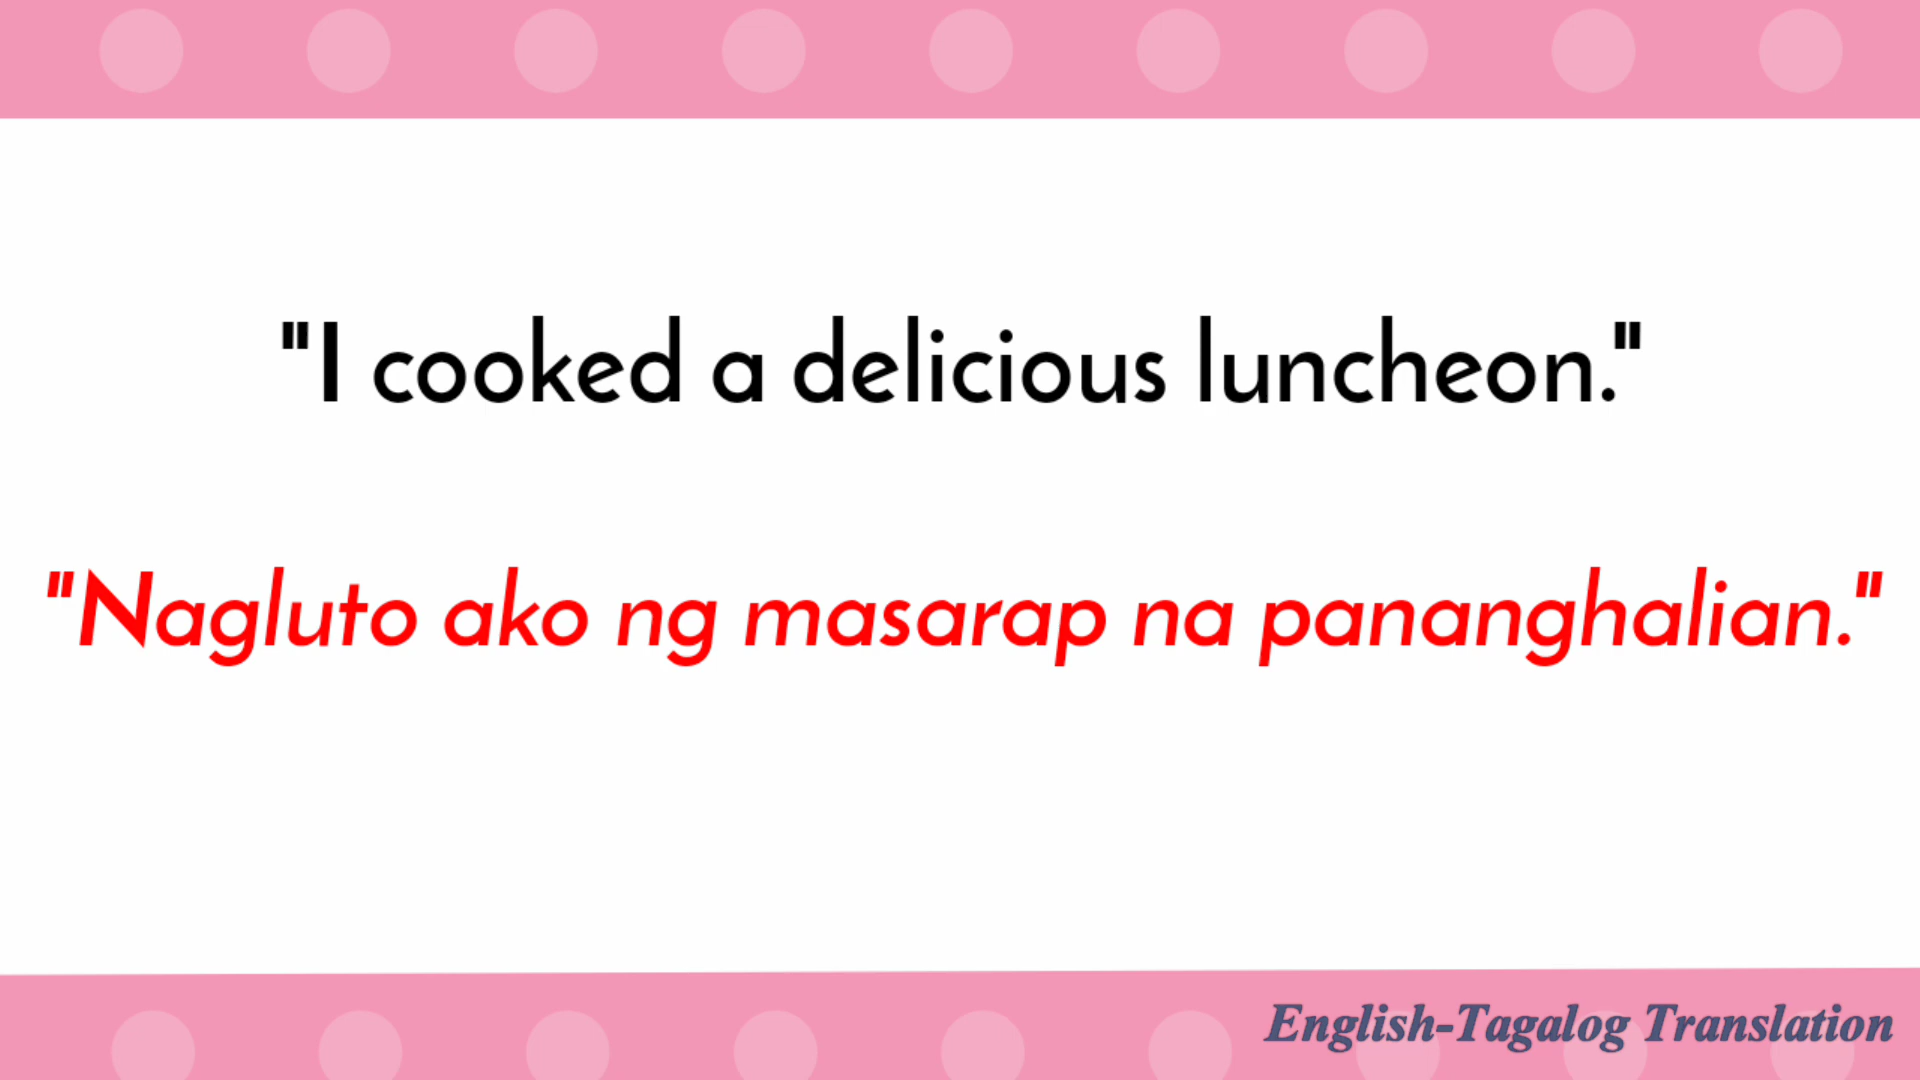 "I cooked a delicious luncheon."
"Nagluto ako ng masarap na pananghalian."
English-Tagalog Translation